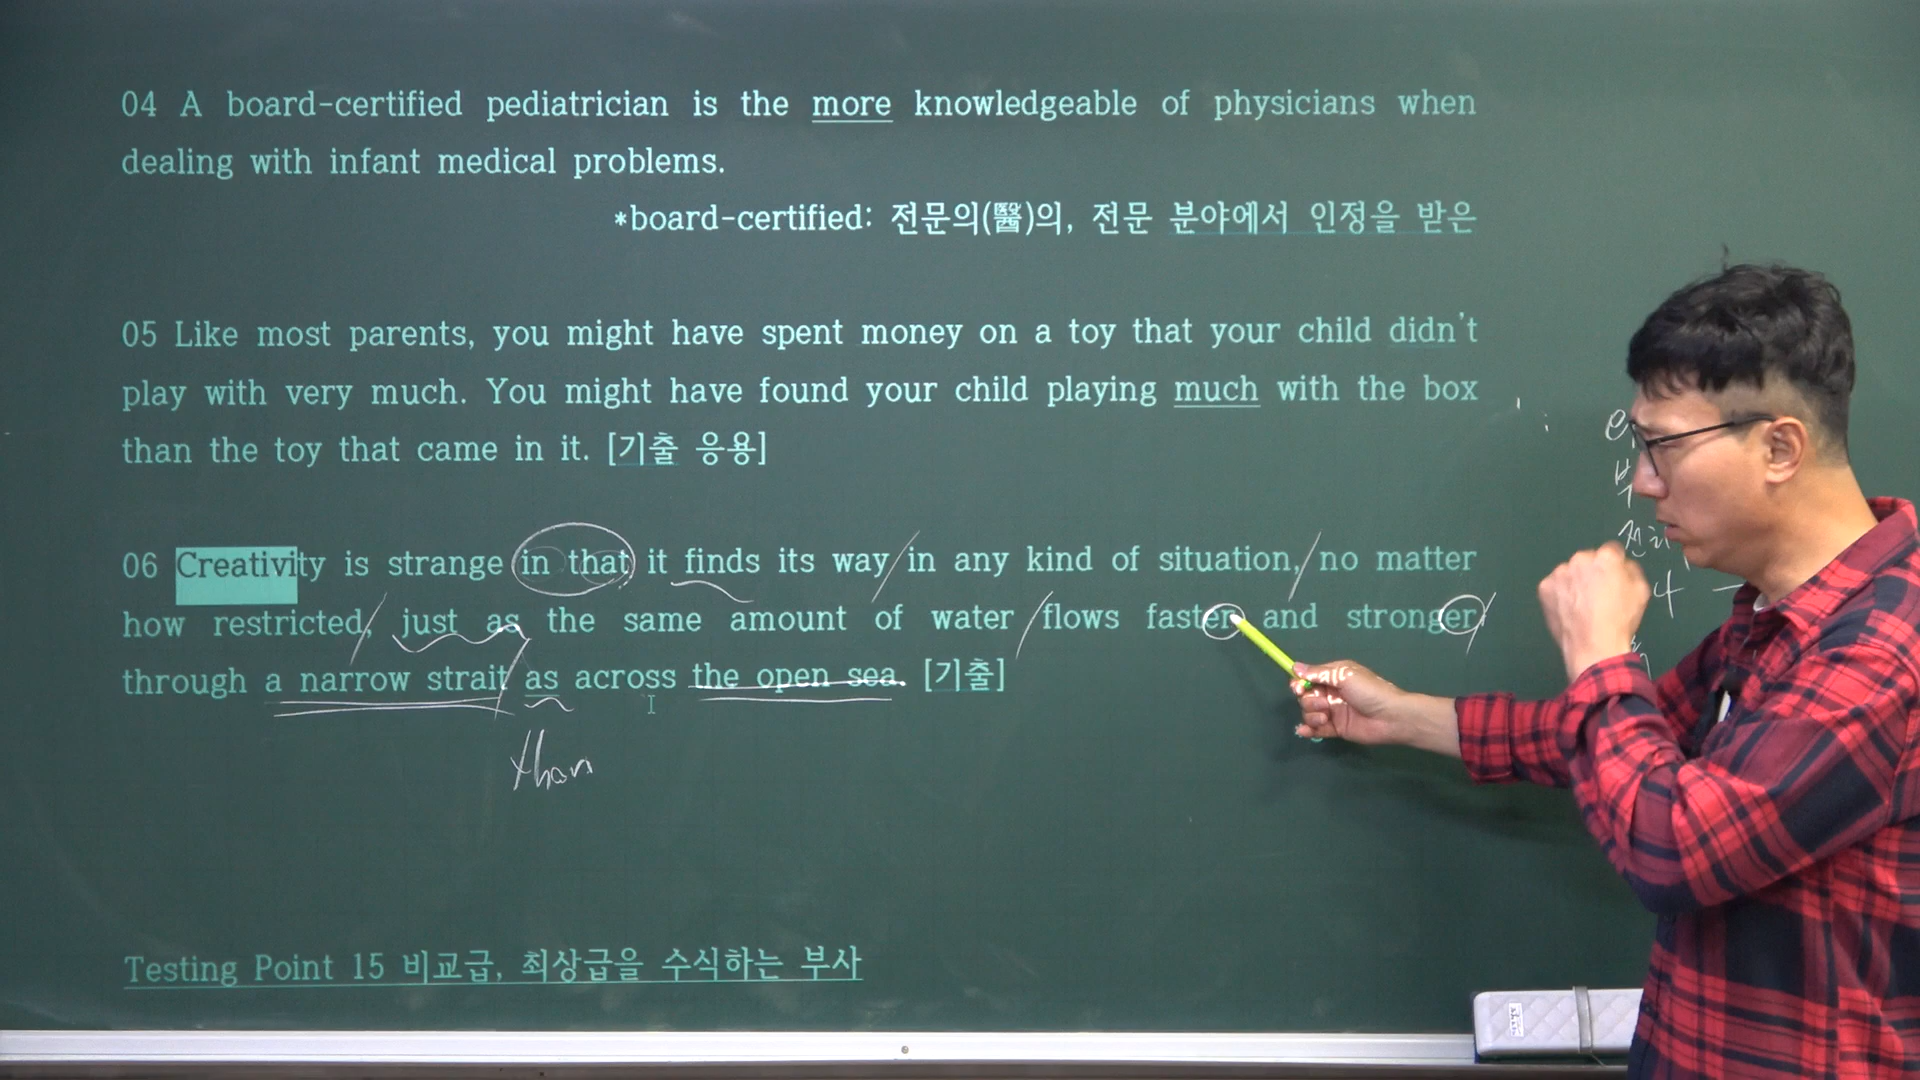 04 A board-certified pediatrician is the more knowledgeable of physicians when
dealing with infant medical problems.
*board-certified: 전문의(醫)의, 전문 분야에서 인정을 받은
05 Like most parents, you might have spent money on a toy that your child didn't
play with very much. You might have found your child playing much with the box
than the toy that came in it. [기출 응용]
06 Creativity is strange in that it finds its way in any kind of situation, no matter
how restricted, just as the same amount of water flows faster and stronger
through a narrow strait as across the open sea. [기출]
than
Testing Point 15 비교급, 최상급을 수식하는 부사